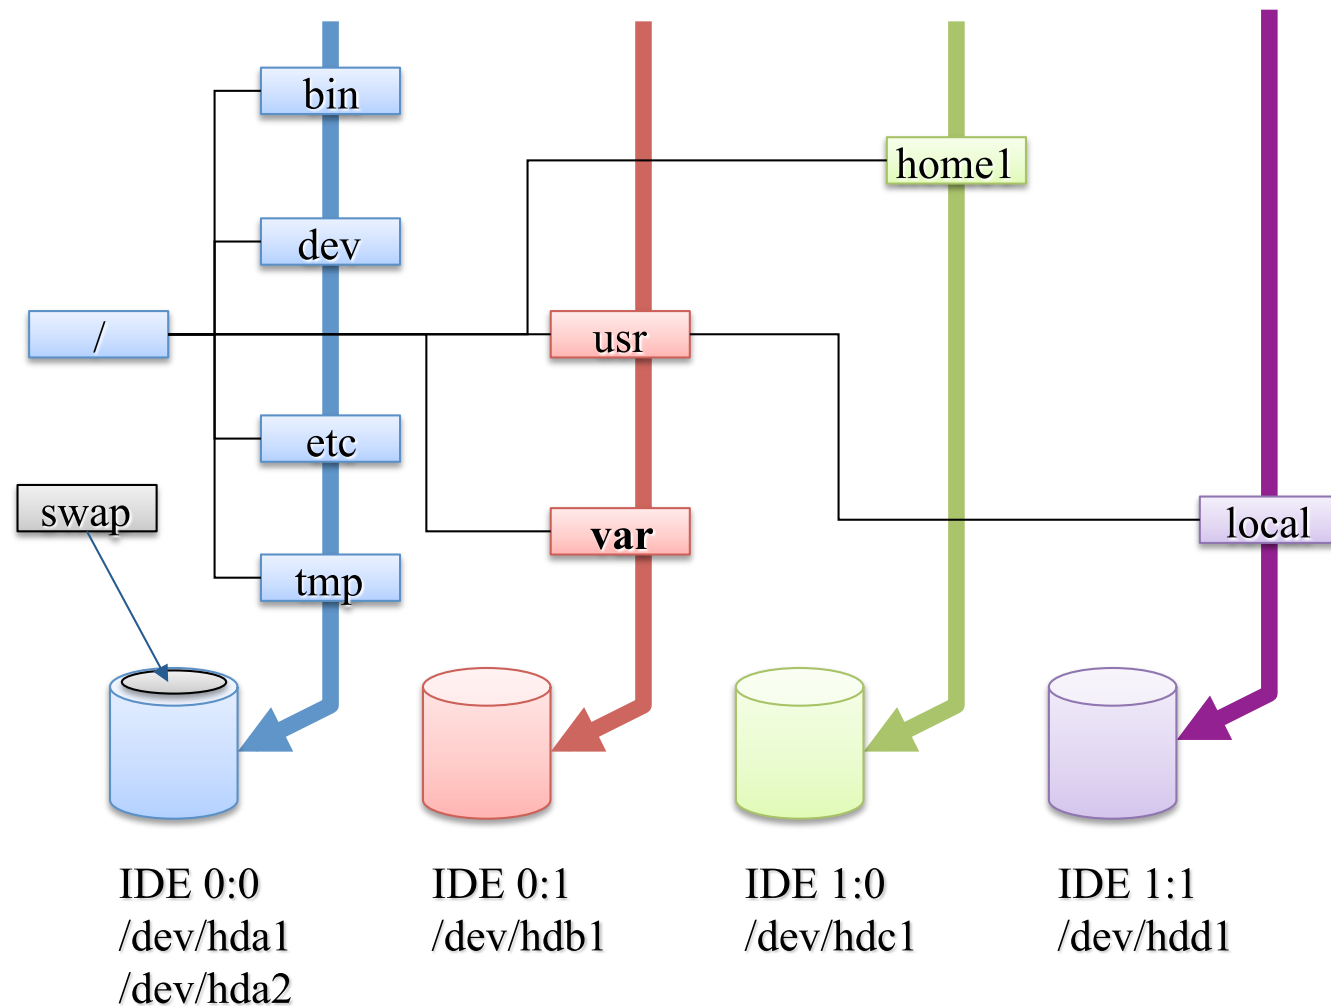 bin
home1
dev
/
usr
etc
swap
var
local
tmp
IDE 0:0
/dev/hda1
/dev/hda2
IDE 0:1
/dev/hdb1
IDE 1:0
/dev/hdc1
IDE 1:1
/dev/hdd1